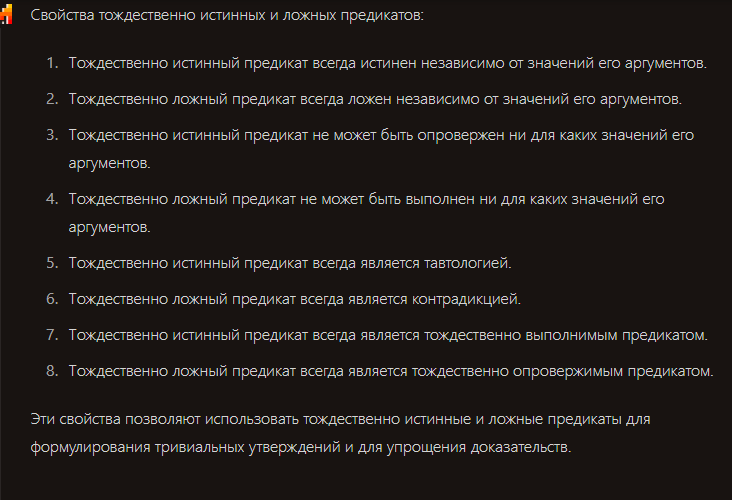 Свойства тождественно истинных и ложных предикатов:
1. Тождественно истинный предикат всегда истинен независимо от значений его аргументов.
2. Тождественно ложный предикат всегда ложен независимо от значений его аргументов.
3. Тождественно истинный предикат не может быть опровержен ни для каких значений его
аргументов.
4. Тождественно ложный предикат не может быть выполнен ни для каких значений его
аргументов.
5. Тождественно истинный предикат всегда является тавтологией.
6. Тождественно ложный предикат всегда является контрадикцией.
7. Тождественно истинный предикат всегда является тождественно выполнимым предикатом.
8. Тождественно ложный предикат всегда является тождественно опровержимым предикатом.
Эти свойства позволяют использовать тождественно истинные и ложные предикаты для
формулирования тривиальных утверждений и для упрощения доказательств.